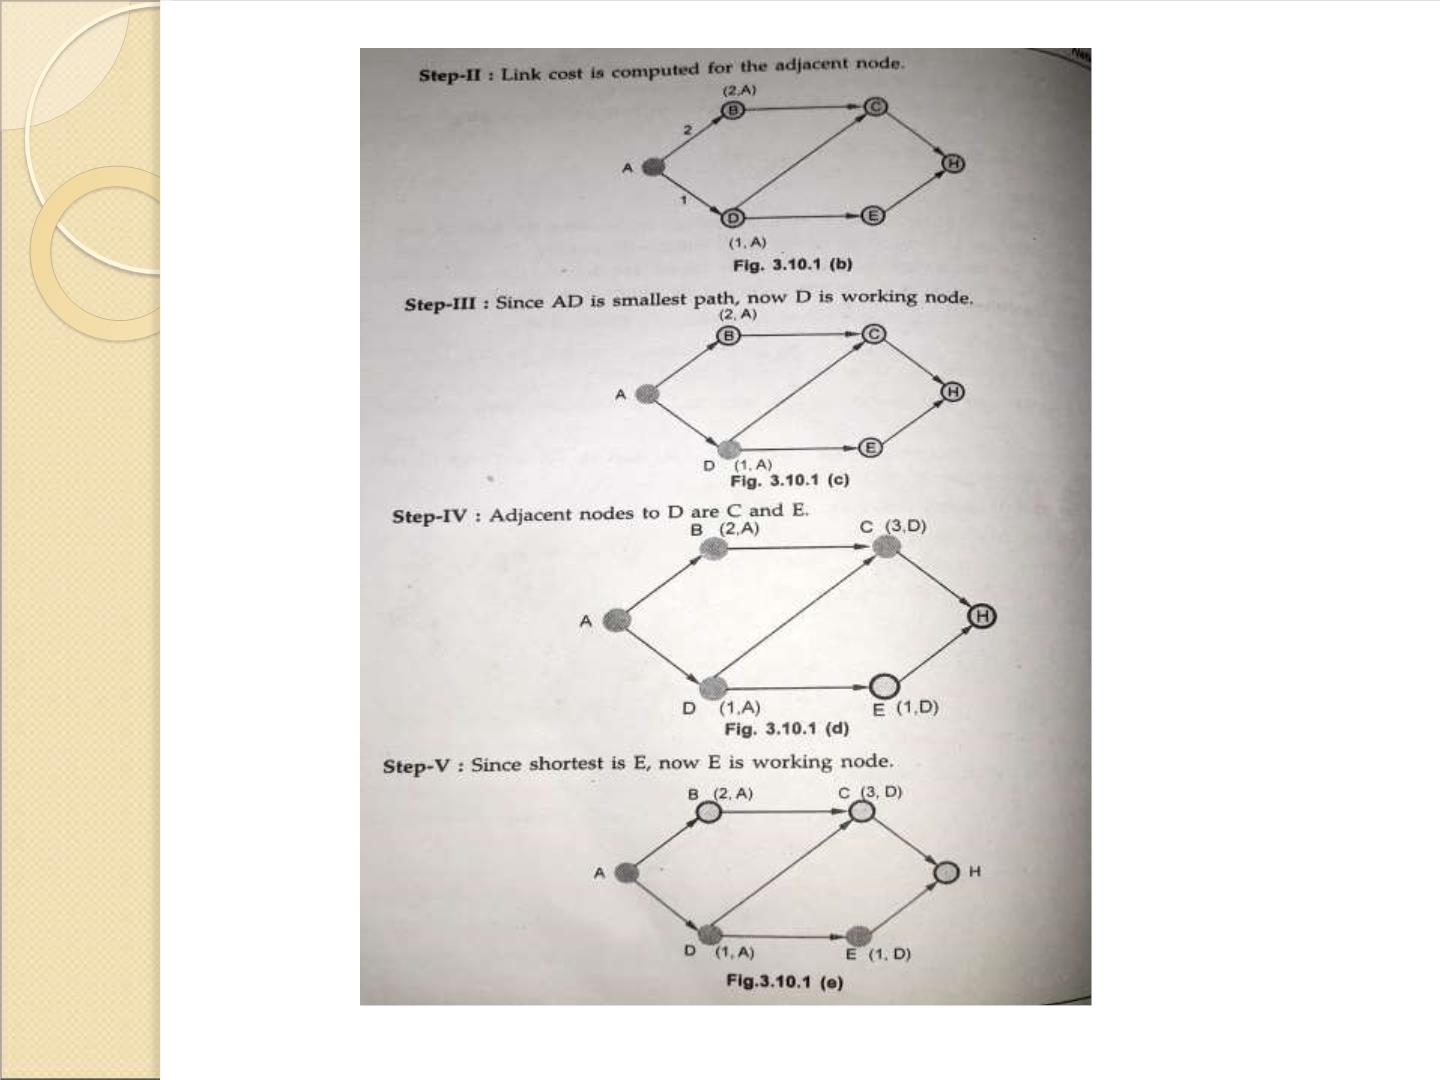 Step-II : Link cost is computed for the adjacent node.
(2,A)
B
C
2
A
H
1
D
E
(1, A)
Fig. 3.10.1 (b)
Step-III : Since AD is smallest path, now D is working node.
(2, A)
B
C
A
H
E
D (1, A)
Fig. 3.10.1 (c)
Step-IV : Adjacent nodes to D are C and E.
B (2,A) C (3,D)
A
H
D (1,A) E (1,D)
Fig. 3.10.1 (d)
Step-V : Since shortest is E, now E is working node.
B (2, A) C (3, D)
A
H
D (1, A) E (1, D)
Fig.3.10.1 (e)